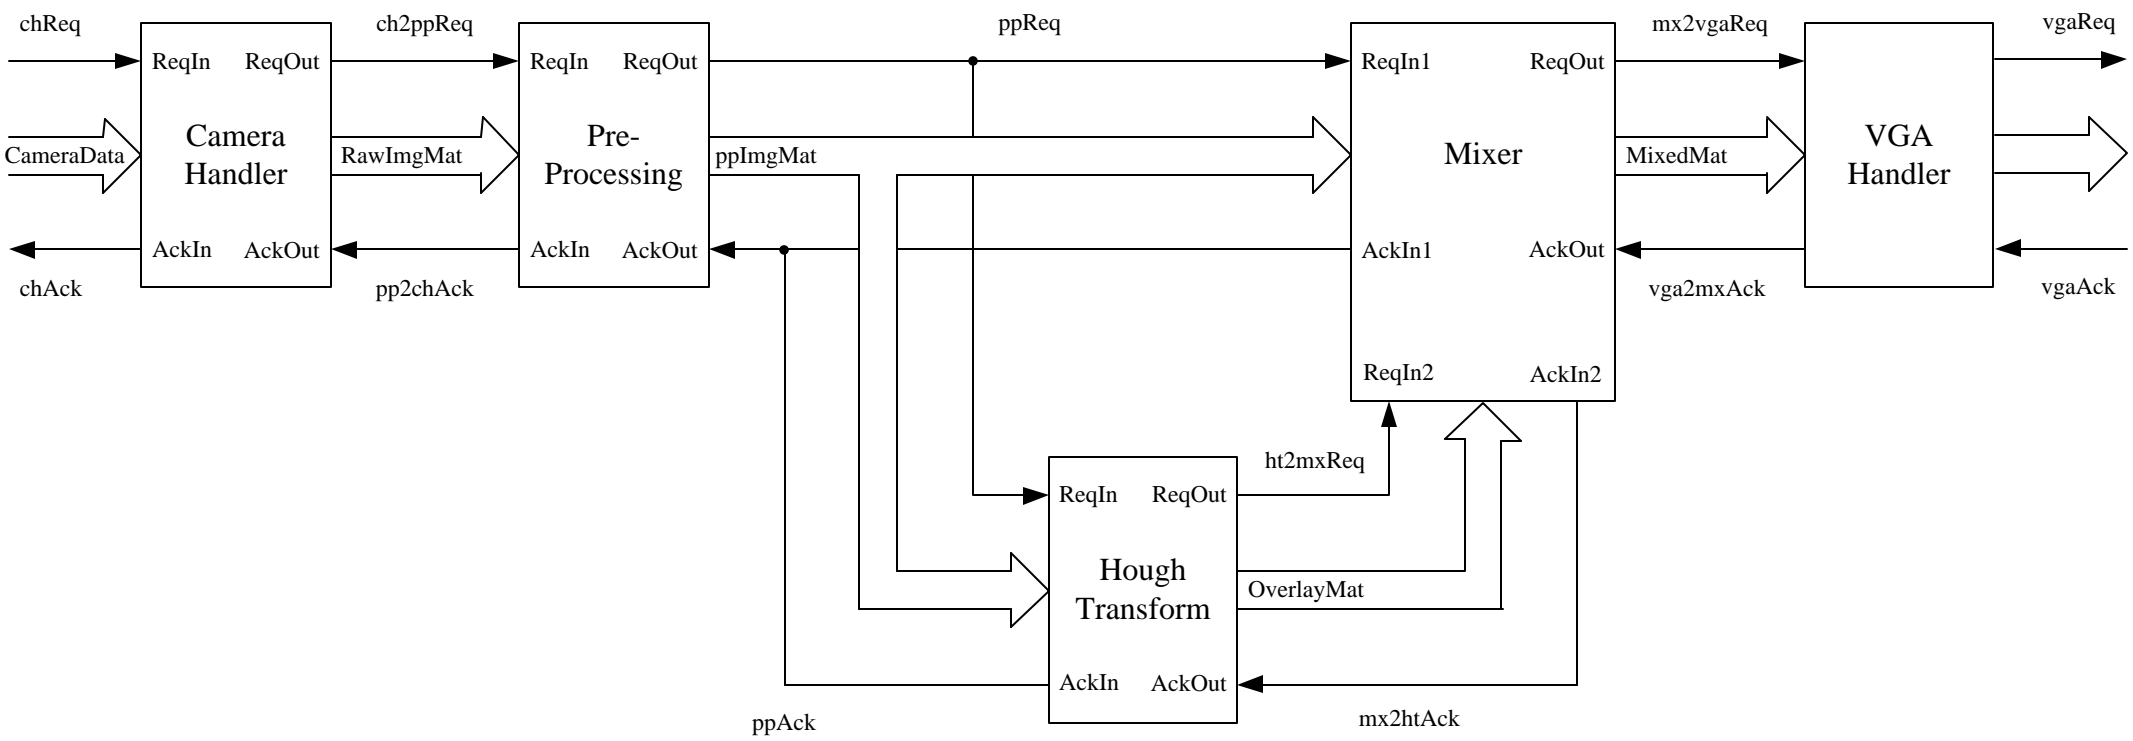 chReq
ch2ppReq
ppReq
mx2vgaReq
vgaReq
ReqIn
ReqOut
ReqIn
ReqOut
ReqIn1
ReqOut
CameraData
Camera
Handler
RawImgMat
Pre-
Processing
ppImgMat
Mixer
MixedMat
VGA
Handler
AckIn
AckOut
AckIn
AckOut
AckIn1
AckOut
chAck
pp2chAck
vga2mxAck
vgaAck
ReqIn2
AckIn2
ht2mxReq
ReqIn
ReqOut
Hough
Transform
OverlayMat
AckIn
AckOut
ppAck
mx2htAck